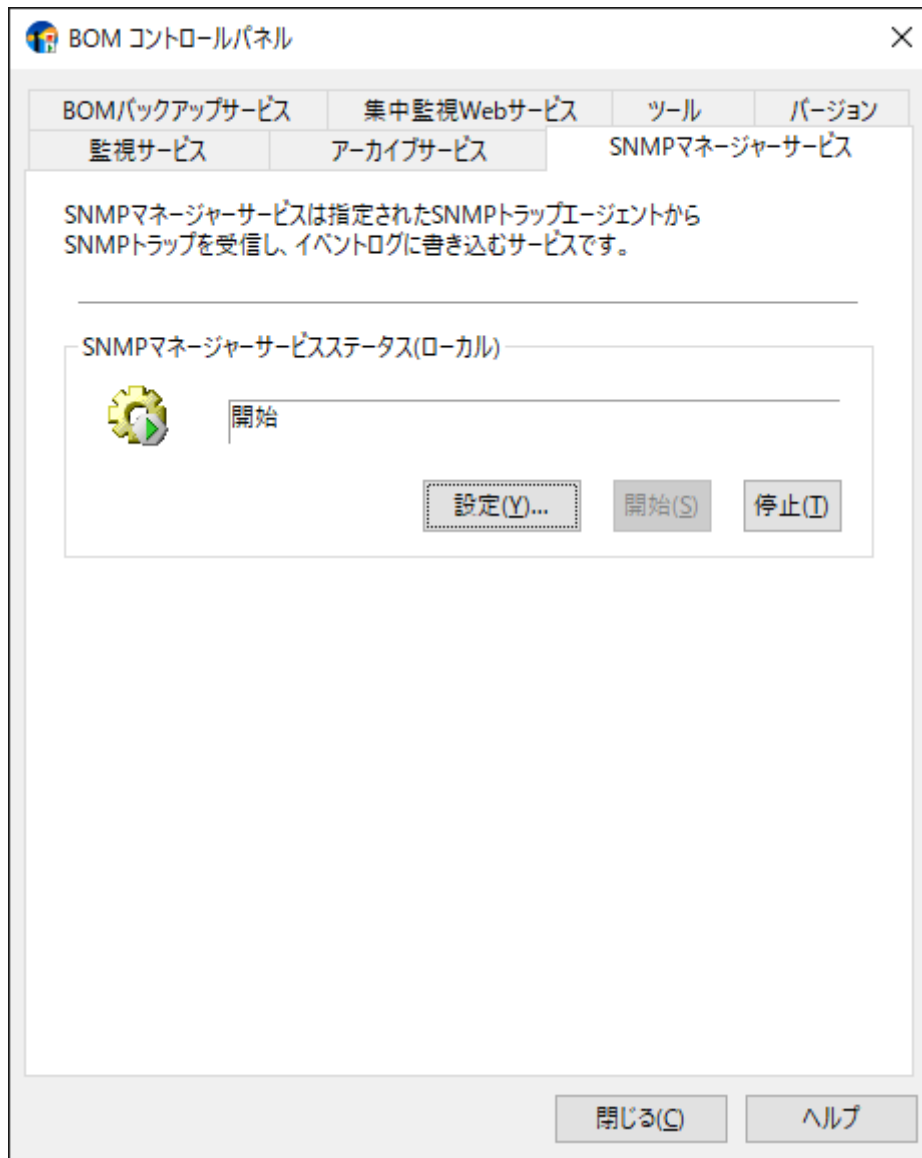 BOM コントロールパネル
BOMバックアップサービス 集中監視Webサービス ツール バージョン
監視サービス アーカイブサービス SNMPマネージャーサービス
SNMPマネージャーサービスは指定されたSNMPトラップエージェントから
SNMPトラップを受信し、イベントログに書き込むサービスです。
SNMPマネージャーサービスステータス(ローカル)
開始
設定(Y)... 開始(S) 停止(T)
閉じる(C) ヘルプ